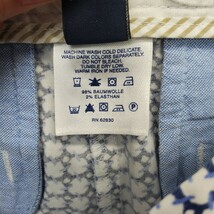 MACHINE WASH COLD DELICATE.
WASH DARK COLORS SEPARATELY.
DO NOT BLEACH.
TUMBLE DRY LOW.
WARM IRON IF NEEDED.
98% BAUMWOLLE
2% ELASTHAN
RN 62930